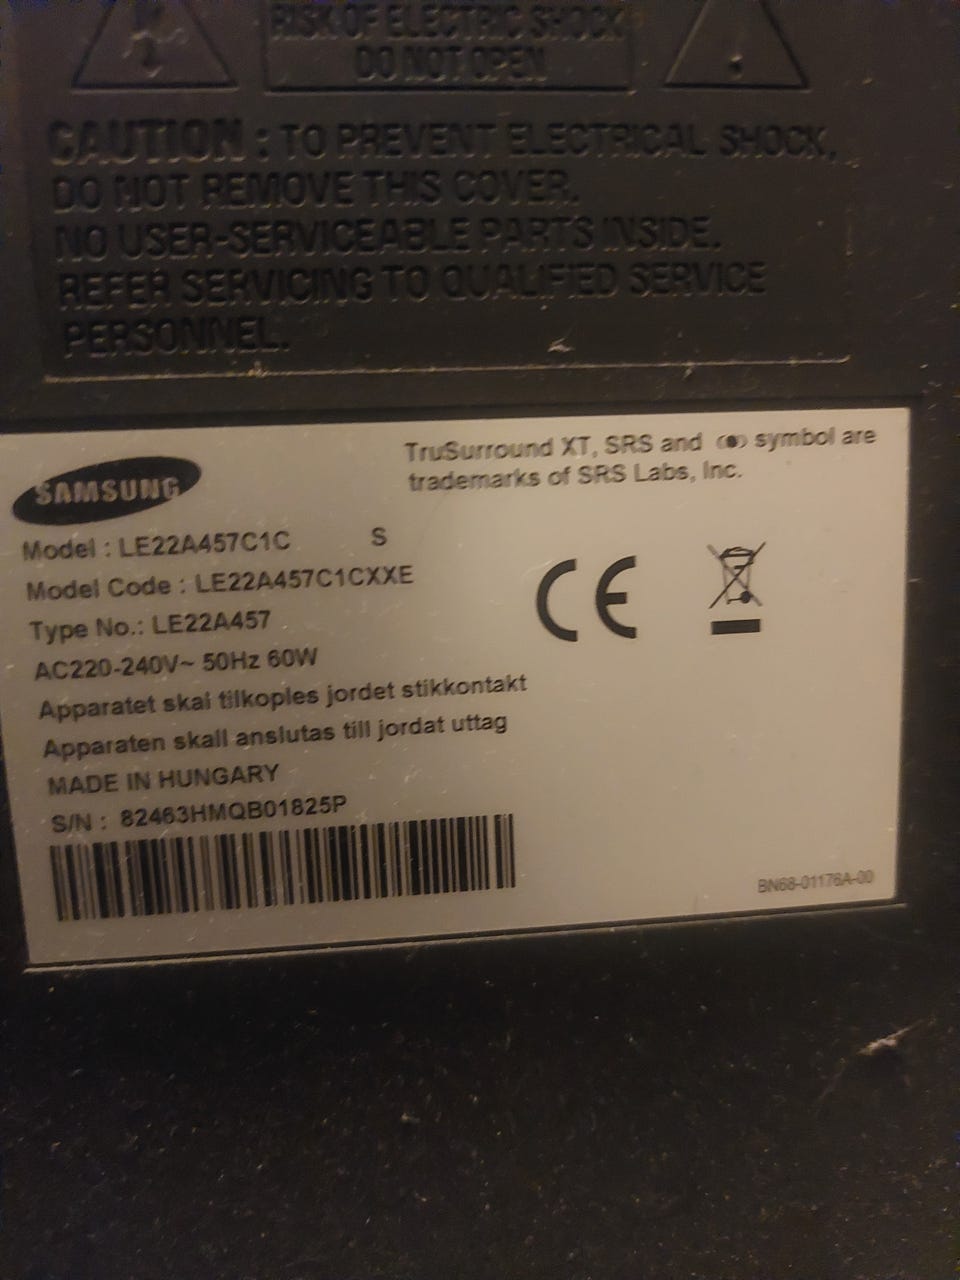 RISK OF ELECTRIC SHOCK
DO NOT OPEN
CAUTION : TO PREVENT ELECTRICAL SHOCK,
DO NOT REMOVE THIS COVER.
NO USER-SERVICEABLE PARTS INSIDE.
REFER SERVICING TO QUALIFIED SERVICE
PERSONNEL.
TruSurround XT, SRS and (●) symbol are
trademarks of SRS Labs, Inc.
SAMSUNG
Model : LE22A457C1C S
Model Code : LE22A457C1CXXE
Type No.: LE22A457
AC220-240V~ 50Hz 60W
Apparatet skal tilkoples jordet stikkontakt
Apparaten skall anslutas till jordat uttag
MADE IN HUNGARY
S/N : 82463HMQB01825P
CE
BN68-01176A-00